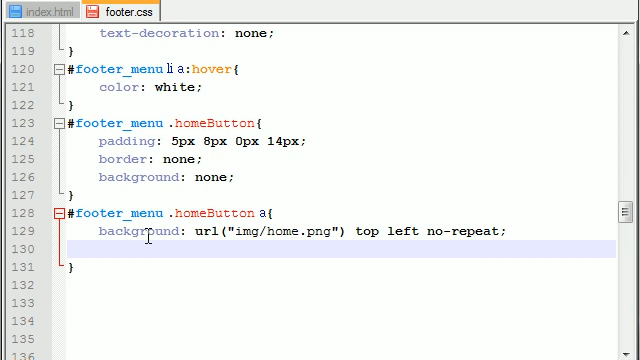 index.html footer.css
118 text-decoration: none;
119 }
120 #footer_menu li a:hover{
121 color: white;
122 }
123 #footer_menu .homeButton{
124 padding: 5px 8px 0px 14px;
125 border: none;
126 background: none;
127 }
128 #footer_menu .homeButton a{
129 background: url("img/home.png") top left no-repeat;
130
131 }
132
133
134
135
136